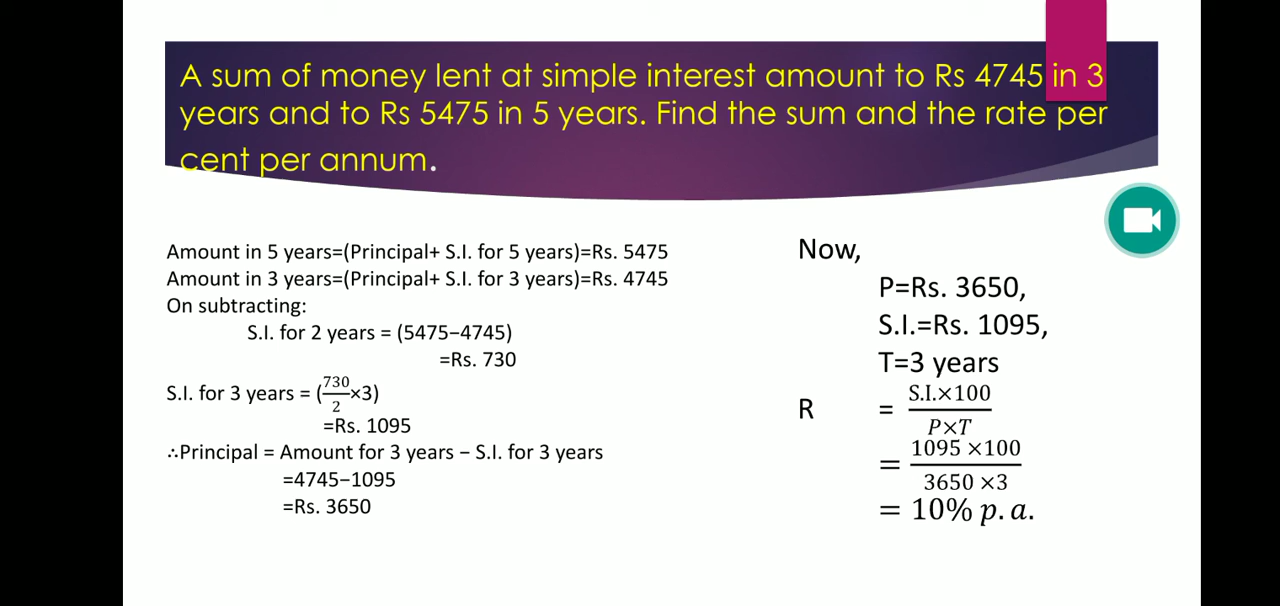 A sum of money lent at simple interest amount to Rs 4745 in 3
years and to Rs 5475 in 5 years. Find the sum and the rate per
cent per annum.
Amount in 5 years=(Principal+ S.I. for 5 years)=Rs. 5475
Amount in 3 years=(Principal+ S.I. for 3 years)=Rs. 4745
On subtracting:
S.I. for 2 years = (5475−4745)
=Rs. 730
S.I. for 3 years = (730/2×3)
=Rs. 1095
∴Principal = Amount for 3 years − S.I. for 3 years
=4745−1095
=Rs. 3650
Now,
P=Rs. 3650,
S.I.=Rs. 1095,
T=3 years
R = S.I.×100/P×T
= 1095 ×100/3650 ×3
= 10% p.a.